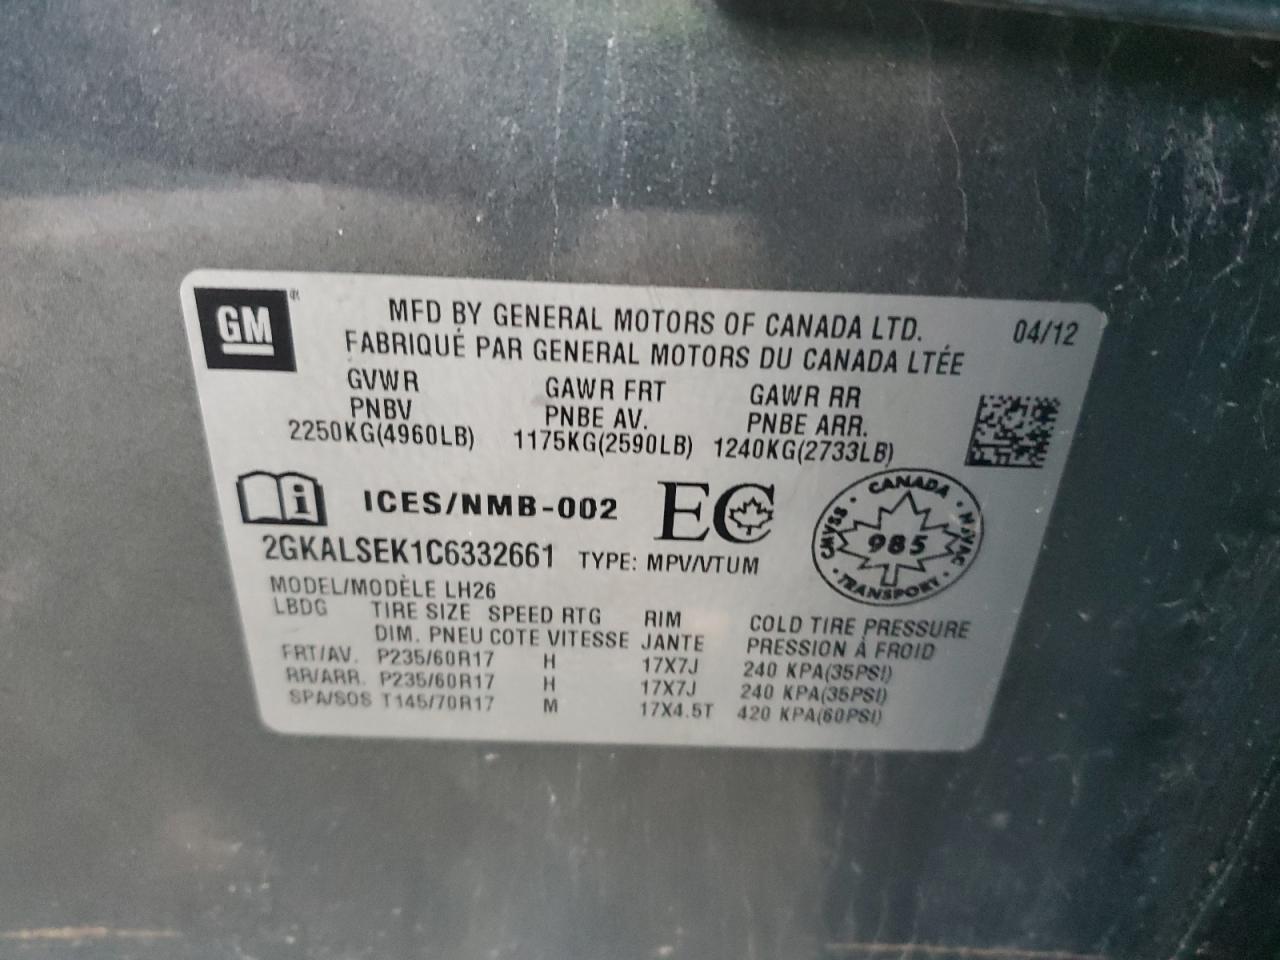 GM
MFD BY GENERAL MOTORS OF CANADA LTD. 04/12
FABRIQUÉ PAR GENERAL MOTORS DU CANADA LTÉE
GVWR GAWR FRT GAWR RR
PNBV PNBE AV. PNBE ARR.
2250KG(4960LB) 1175KG(2590LB) 1240KG(2733LB)
ICES/NMB-002 EC
CANADA
CMVSS 985 NSVAC
TRANSPORT
2GKALSEK1C6332661 TYPE: MPV/VTUM
MODEL/MODÈLE LH26
LBDG TIRE SIZE SPEED RTG RIM COLD TIRE PRESSURE
DIM. PNEU COTE VITESSE JANTE PRESSION À FROID
FRT/AV. P235/60R17 H 17X7J 240 KPA(35PSI)
RR/ARR. P235/60R17 H 17X7J 240 KPA(35PSI)
SPA/SOS T145/70R17 M 17X4.5T 420 KPA(60PSI)